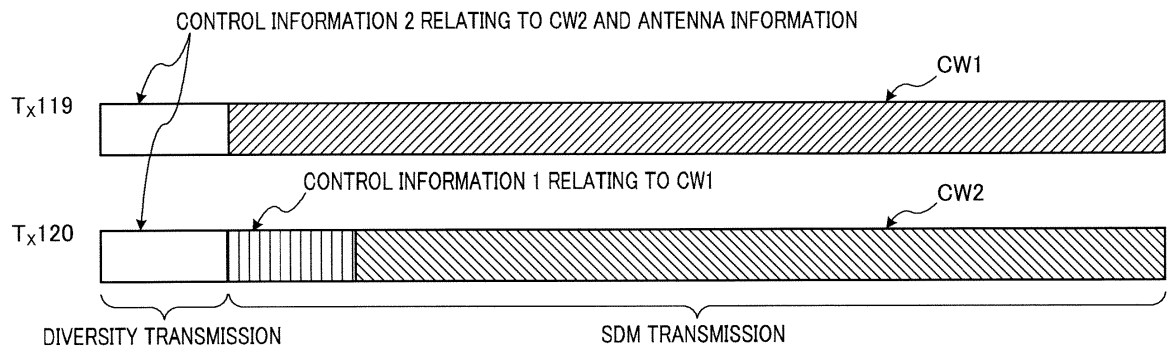 CONTROL INFORMATION 2 RELATING TO CW2 AND ANTENNA INFORMATION
CW1
TX119
CONTROL INFORMATION 1 RELATING TO CW1
CW2
TX120
DIVERSITY TRANSMISSION
SDM TRANSMISSION